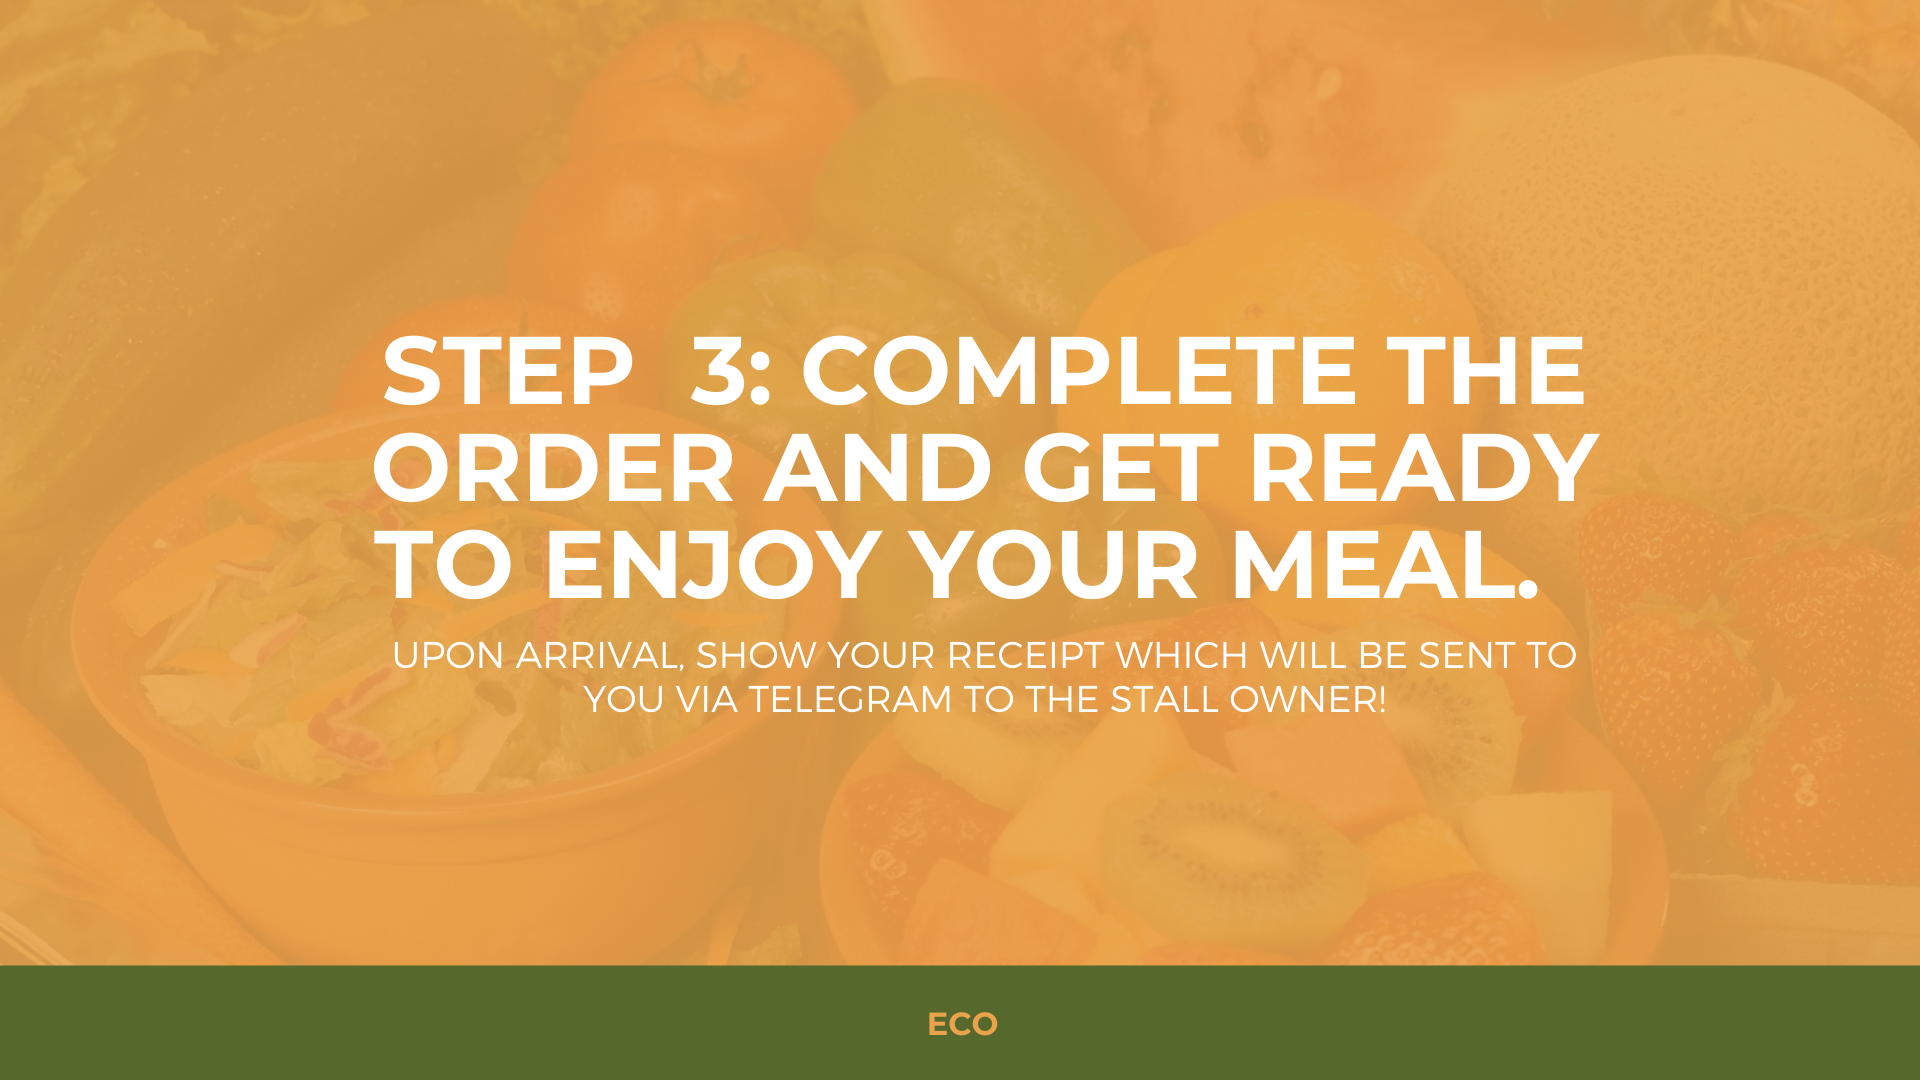 STEP  3: COMPLETE THE
ORDER AND GET READY
TO ENJOY YOUR MEAL.
UPON ARRIVAL, SHOW YOUR RECEIPT WHICH WILL BE SENT TO
YOU VIA TELEGRAM TO THE STALL OWNER!
ECO